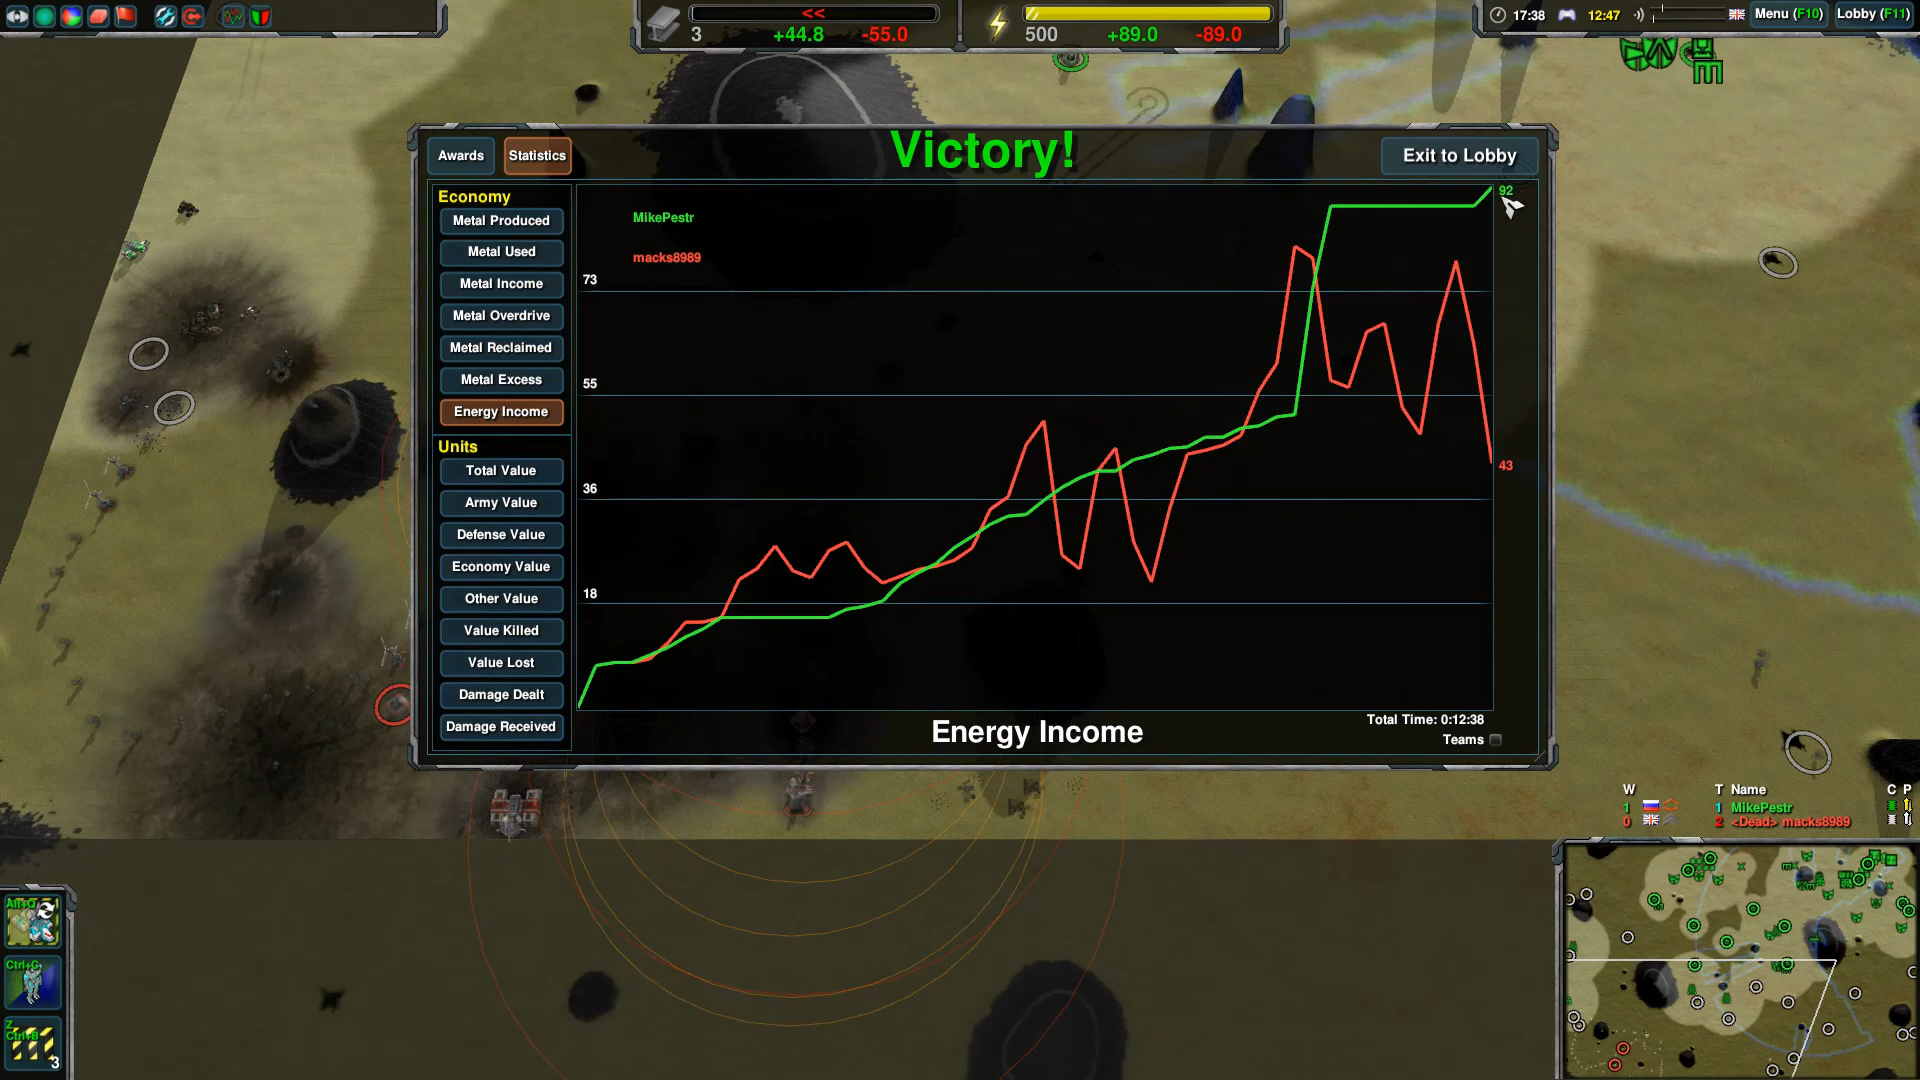 <<
3 +44.8 -55.0
500 +89.0 -89.0
17:38 12:47 Menu (F10) Lobby (F11)
Awards Statistics
Victory!
Exit to Lobby
Economy
Metal Produced
Metal Used
Metal Income
Metal Overdrive
Metal Reclaimed
Metal Excess
Energy Income
Units
Total Value
Army Value
Defense Value
Economy Value
Other Value
Value Killed
Value Lost
Damage Dealt
Damage Received
MikePestr
macks8989
92
73
55
36
18
43
Energy Income
Total Time: 0:12:38
Teams
W T Name C P
1 1 MikePestr
0 2 <Dead> macks8989
Alt+Q
Ctrl+G
Z
Ctrl+B
3